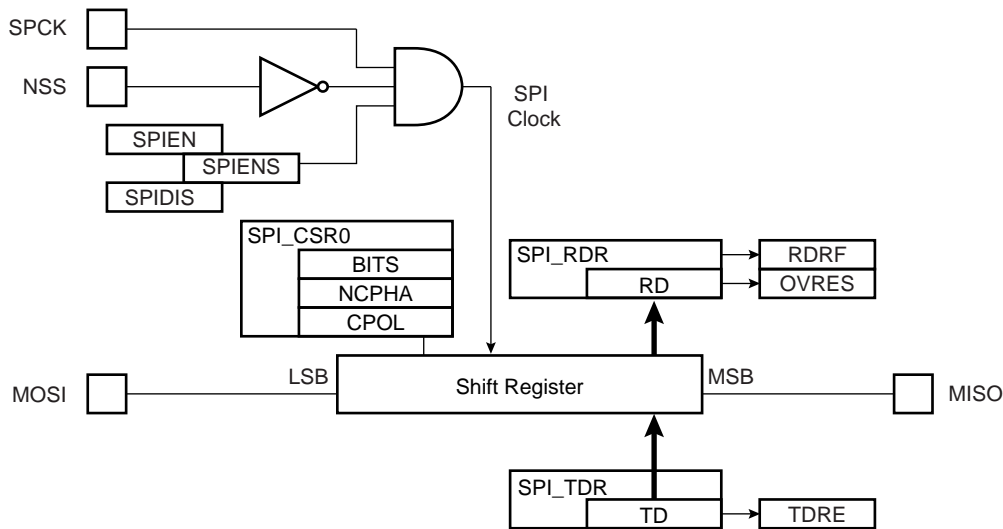 SPCK
NSS
SPI
Clock
SPIEN
SPIENS
SPIDIS
SPI_CSR0
BITS
NCPHA
CPOL
SPI_RDR
RD
RDRF
OVRES
MOSI
LSB
Shift Register
MSB
MISO
SPI_TDR
TD
TDRE